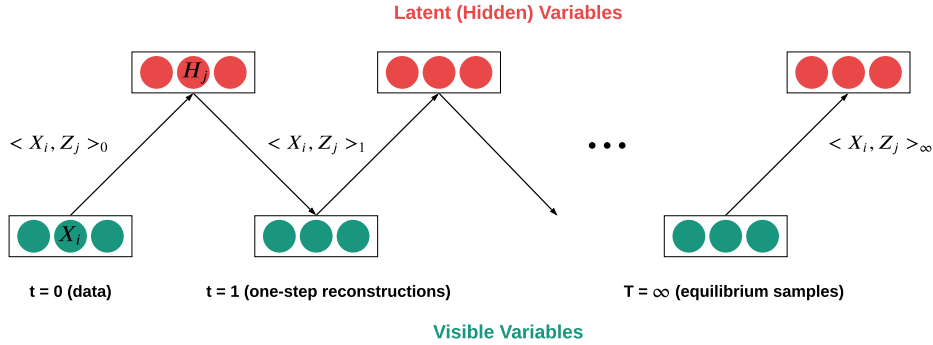 Latent (Hidden) Variables
H_j
< X_i, Z_j >_0
< X_i, Z_j >_1
...
< X_i, Z_j >_∞
X_i
t = 0 (data)
t = 1 (one-step reconstructions)
T = ∞ (equilibrium samples)
Visible Variables